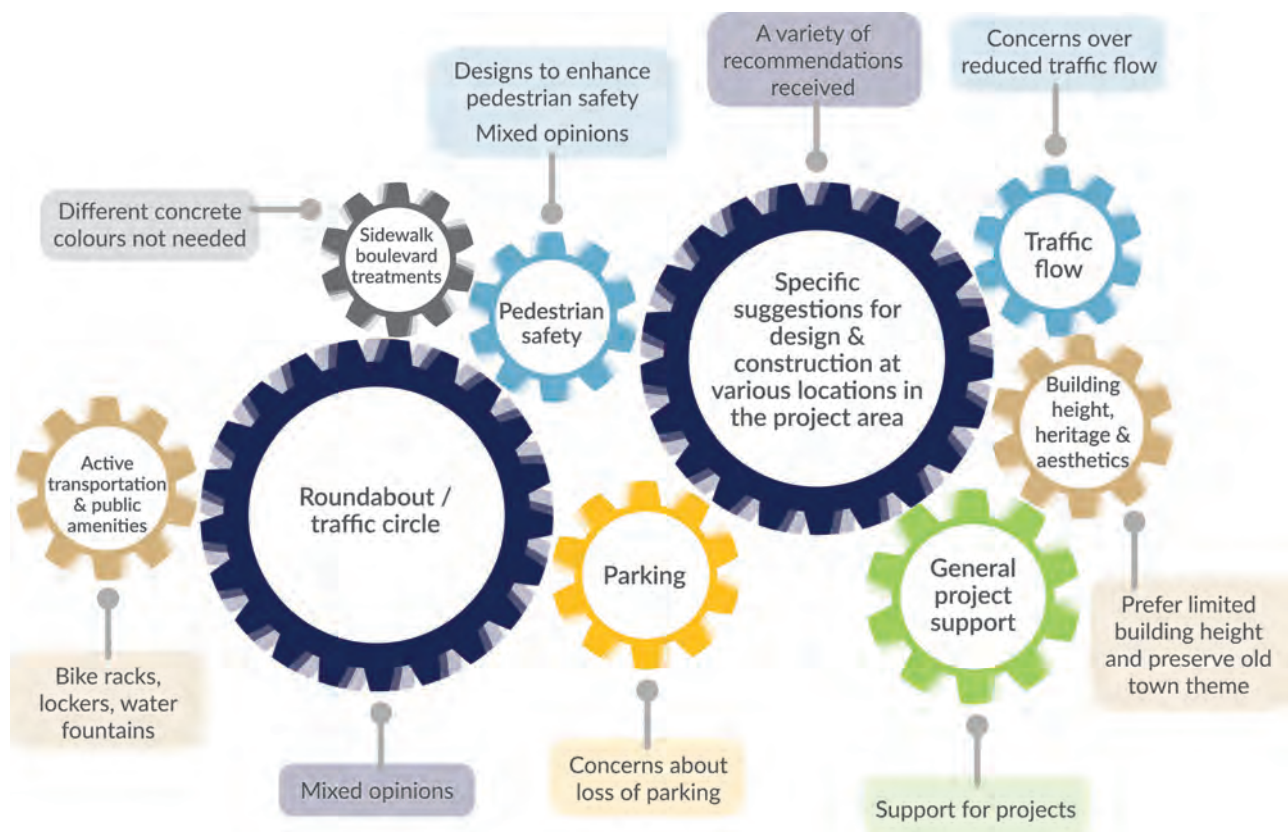 Designs to enhance
pedestrian safety
Mixed opinions
A variety of
recommendations
received
Concerns over
reduced traffic flow
Different concrete
colours not needed
Sidewalk
boulevard
treatments
Pedestrian
safety
Specific
suggestions for
design &
construction at
various locations in
the project area
Traffic
flow
Building
height,
heritage &
aesthetics
Active
transportation
& public
amenities
Roundabout /
traffic circle
Parking
General
project
support
Bike racks,
lockers, water
fountains
Mixed opinions
Concerns about
loss of parking
Support for projects
Prefer limited
building height
and preserve old
town theme